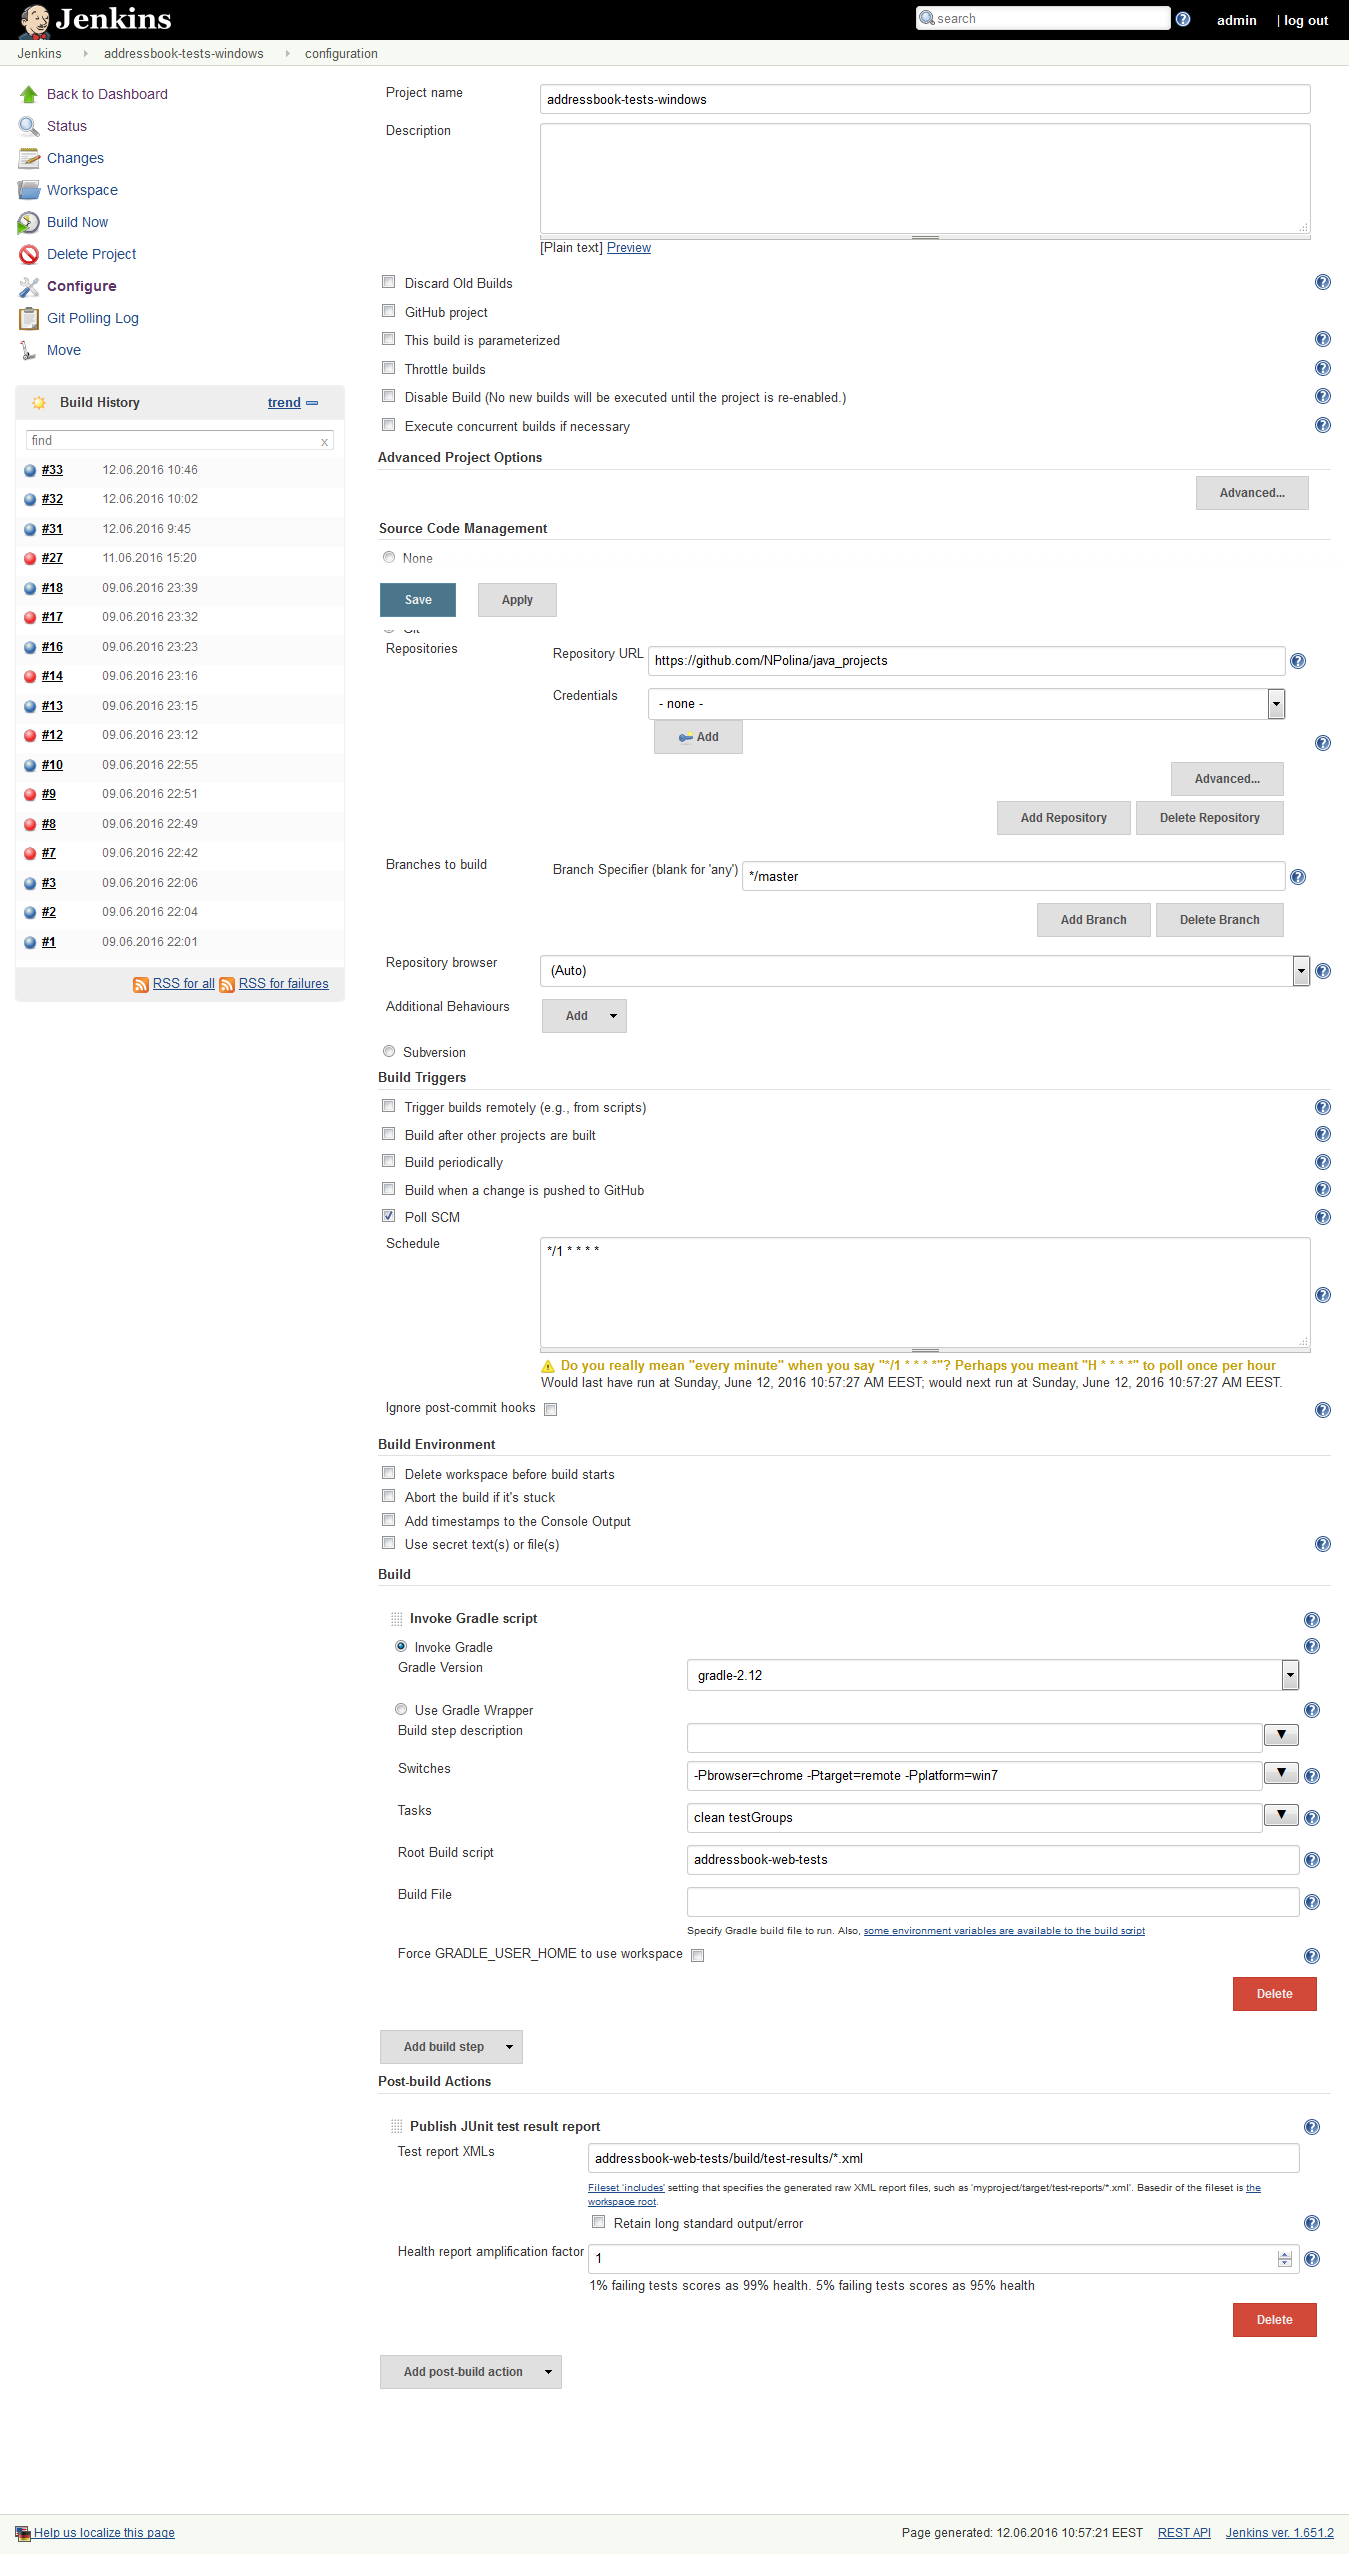 Jenkins
search
admin
| log out
Jenkins
addressbook-tests-windows
configuration
Back to Dashboard
Status
Changes
Workspace
Build Now
Delete Project
Configure
Git Polling Log
Move
Build History
trend
find
x
#33 12.06.2016 10:46
#32 12.06.2016 10:02
#31 12.06.2016 9:45
#27 11.06.2016 15:20
#18 09.06.2016 23:39
#17 09.06.2016 23:32
#16 09.06.2016 23:23
#14 09.06.2016 23:16
#13 09.06.2016 23:15
#12 09.06.2016 23:12
#10 09.06.2016 22:55
#9 09.06.2016 22:51
#8 09.06.2016 22:49
#7 09.06.2016 22:42
#3 09.06.2016 22:06
#2 09.06.2016 22:04
#1 09.06.2016 22:01
RSS for all RSS for failures
Project name
addressbook-tests-windows
Description
[Plain text] Preview
Discard Old Builds
GitHub project
This build is parameterized
Throttle builds
Disable Build (No new builds will be executed until the project is re-enabled.)
Execute concurrent builds if necessary
Advanced Project Options
Advanced...
Source Code Management
None
Save
Apply
Git
Repositories
Repository URL
https://github.com/NPolina/java_projects
Credentials
- none -
Add
Advanced...
Add Repository
Delete Repository
Branches to build
Branch Specifier (blank for 'any')
*/master
Add Branch
Delete Branch
Repository browser
(Auto)
Additional Behaviours
Add
Subversion
Build Triggers
Trigger builds remotely (e.g., from scripts)
Build after other projects are built
Build periodically
Build when a change is pushed to GitHub
Poll SCM
Schedule
*/1 * * * *
Do you really mean "every minute" when you say "*/1 * * * *"? Perhaps you meant "H * * * *" to poll once per hour
Would last have run at Sunday, June 12, 2016 10:57:27 AM EEST; would next run at Sunday, June 12, 2016 10:57:27 AM EEST.
Ignore post-commit hooks
Build Environment
Delete workspace before build starts
Abort the build if it's stuck
Add timestamps to the Console Output
Use secret text(s) or file(s)
Build
Invoke Gradle script
Invoke Gradle
Gradle Version
gradle-2.12
Use Gradle Wrapper
Build step description
Switches
-Pbrowser=chrome -Ptarget=remote -Pplatform=win7
Tasks
clean testGroups
Root Build script
addressbook-web-tests
Build File
Specify Gradle build file to run. Also, some environment variables are available to the build script
Force GRADLE_USER_HOME to use workspace
Delete
Add build step
Post-build Actions
Publish JUnit test result report
Test report XMLs
addressbook-web-tests/build/test-results/*.xml
Fileset 'includes' setting that specifies the generated raw XML report files, such as 'myproject/target/test-reports/*.xml'. Basedir of the fileset is the
workspace root.
Retain long standard output/error
Health report amplification factor
1
1% failing tests scores as 99% health. 5% failing tests scores as 95% health
Delete
Add post-build action
Help us localize this page
Page generated: 12.06.2016 10:57:21 EEST
REST API
Jenkins ver. 1.651.2